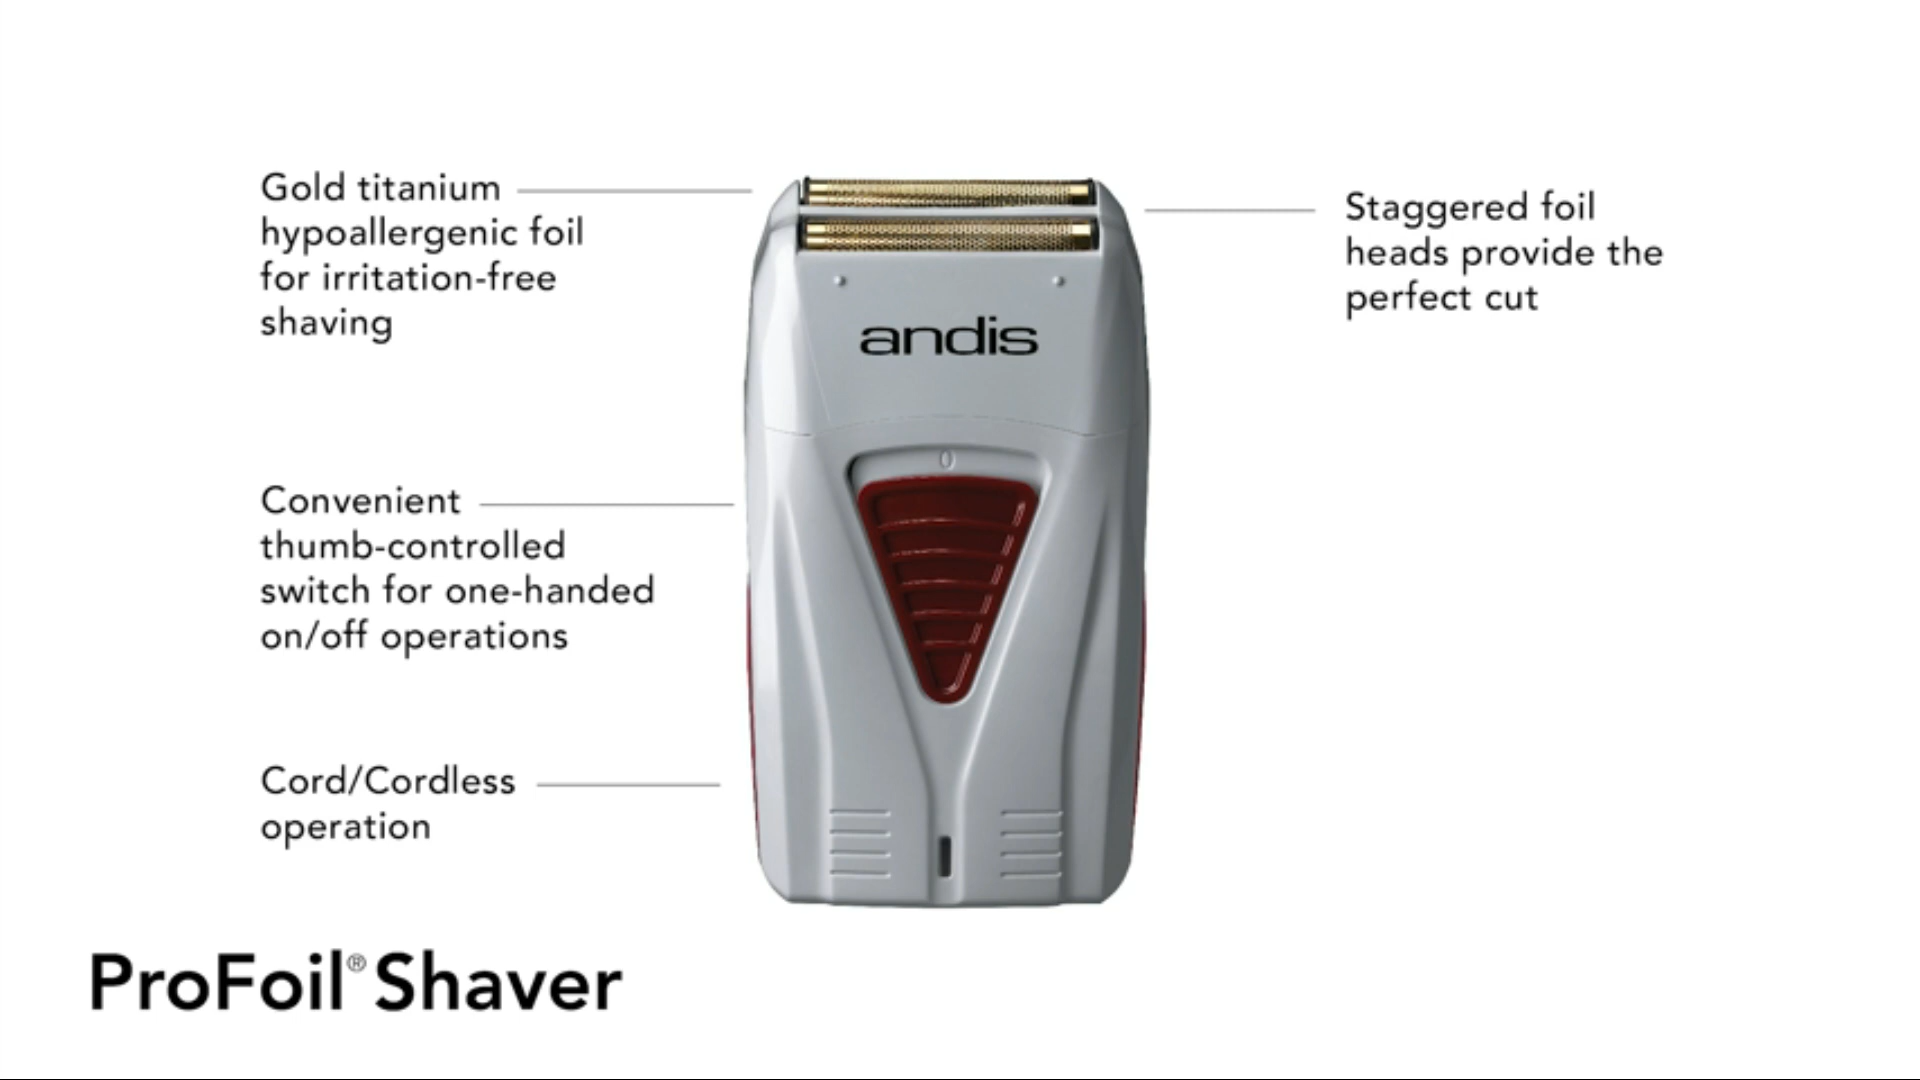 Gold titanium
hypoallergenic foil
for irritation-free
shaving
Staggered foil
heads provide the
perfect cut
andis
0
Convenient
thumb-controlled
switch for one-handed
on/off operations
Cord/Cordless
operation
ProFoil® Shaver